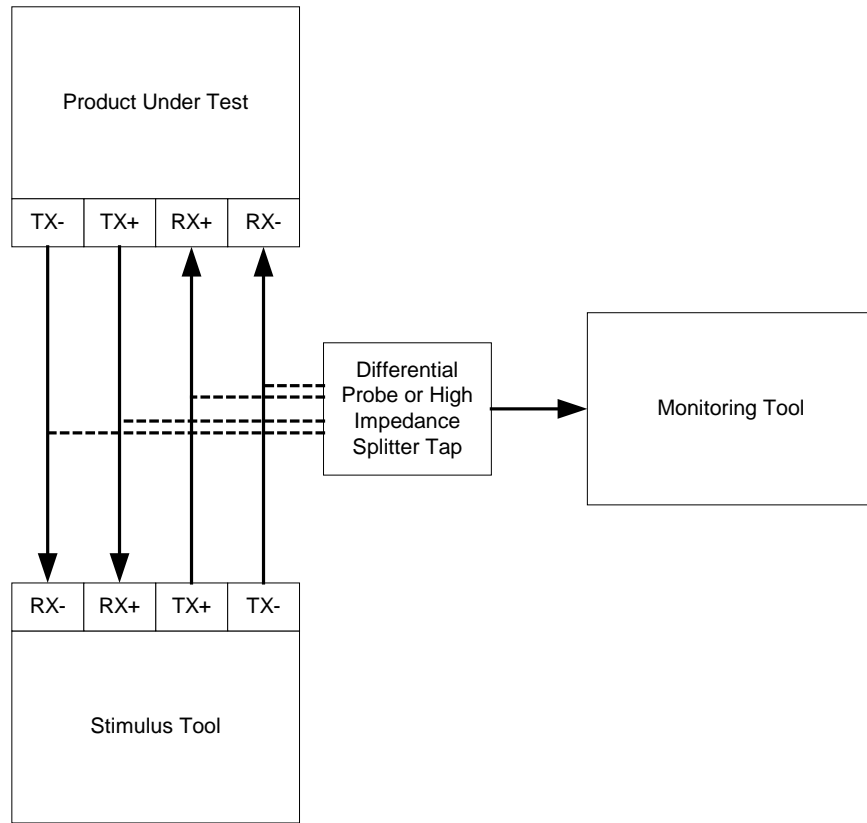 Product Under Test
TX- TX+ RX+ RX-
Differential
Probe or High
Impedance
Splitter Tap
Monitoring Tool
RX- RX+ TX+ TX-
Stimulus Tool